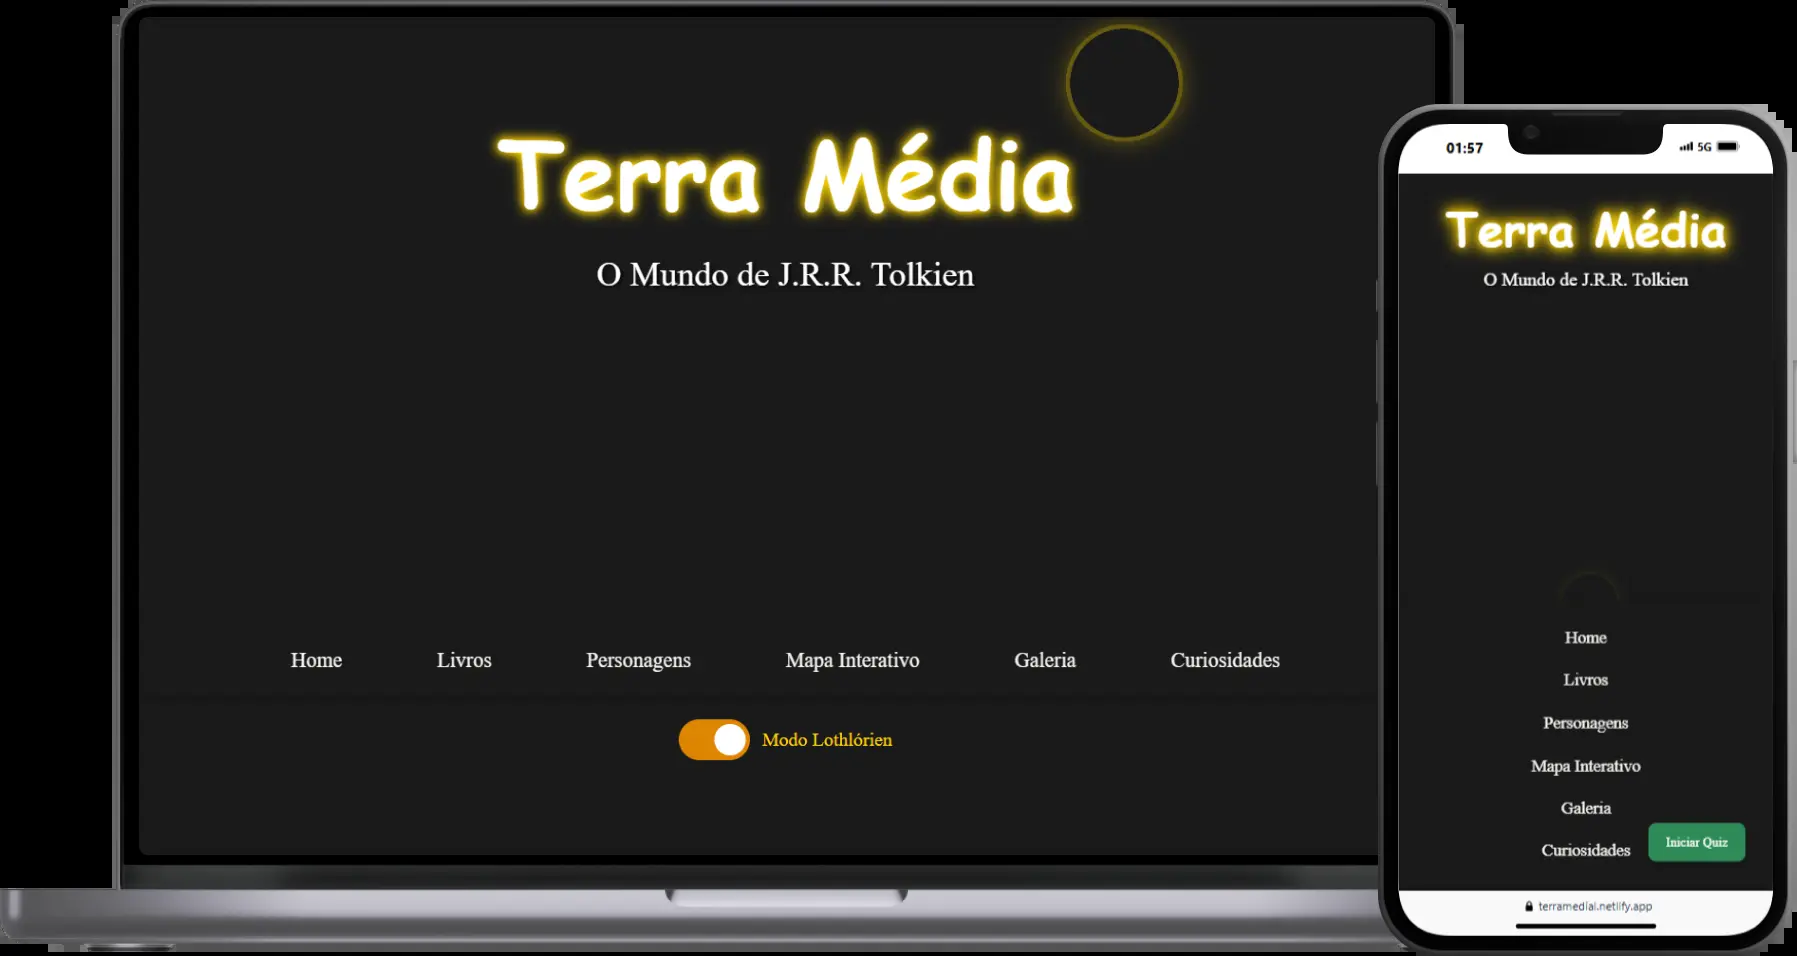 Terra Média
O Mundo de J.R.R. Tolkien
Home Livros Personagens Mapa Interativo Galeria Curiosidades
Modo Lothlórien
01:57 5G
Terra Média
O Mundo de J.R.R. Tolkien
Home
Livros
Personagens
Mapa Interativo
Galeria
Curiosidades
Iniciar Quiz
terramedial.netlify.app